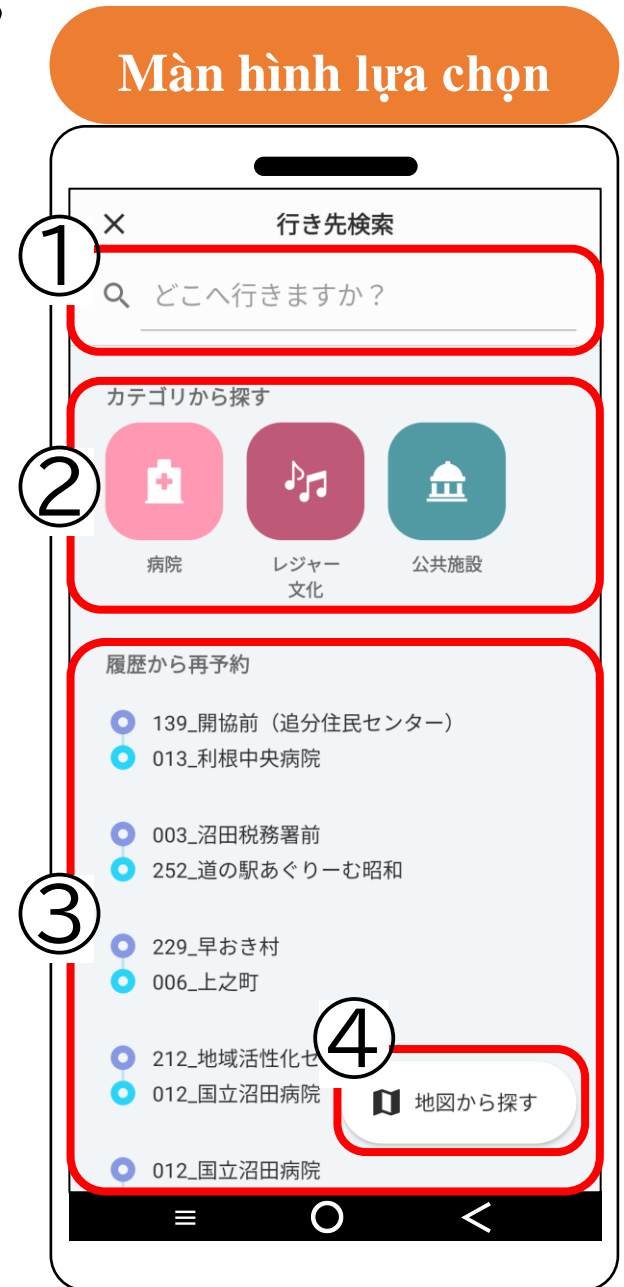 Màn hình lựa chọn
行き先検索
①
どこへ行きますか？
カテゴリから探す
②
病院
レジャー
文化
公共施設
履歴から再予約
139_開協前（追分住民センター）
013_利根中央病院
003_沼田税務署前
252_道の駅あぐりーむ昭和
③
229_早おき村
006_上之町
④
212_地域活性化セ
012_国立沼田病院
地図から探す
012_国立沼田病院